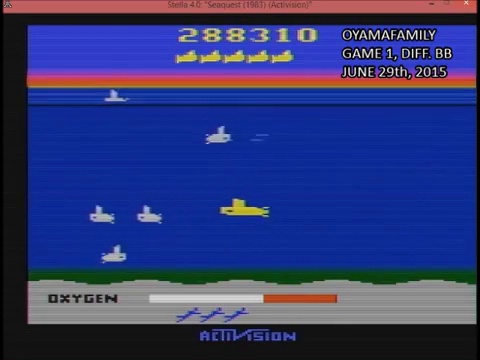 Stella 4.0: "Seaquest (1983) (Activision)"
288310
OYAMAFAMILY
GAME 1, DIFF. BB
JUNE 29th, 2015
OXYGEN
ACTIVISION